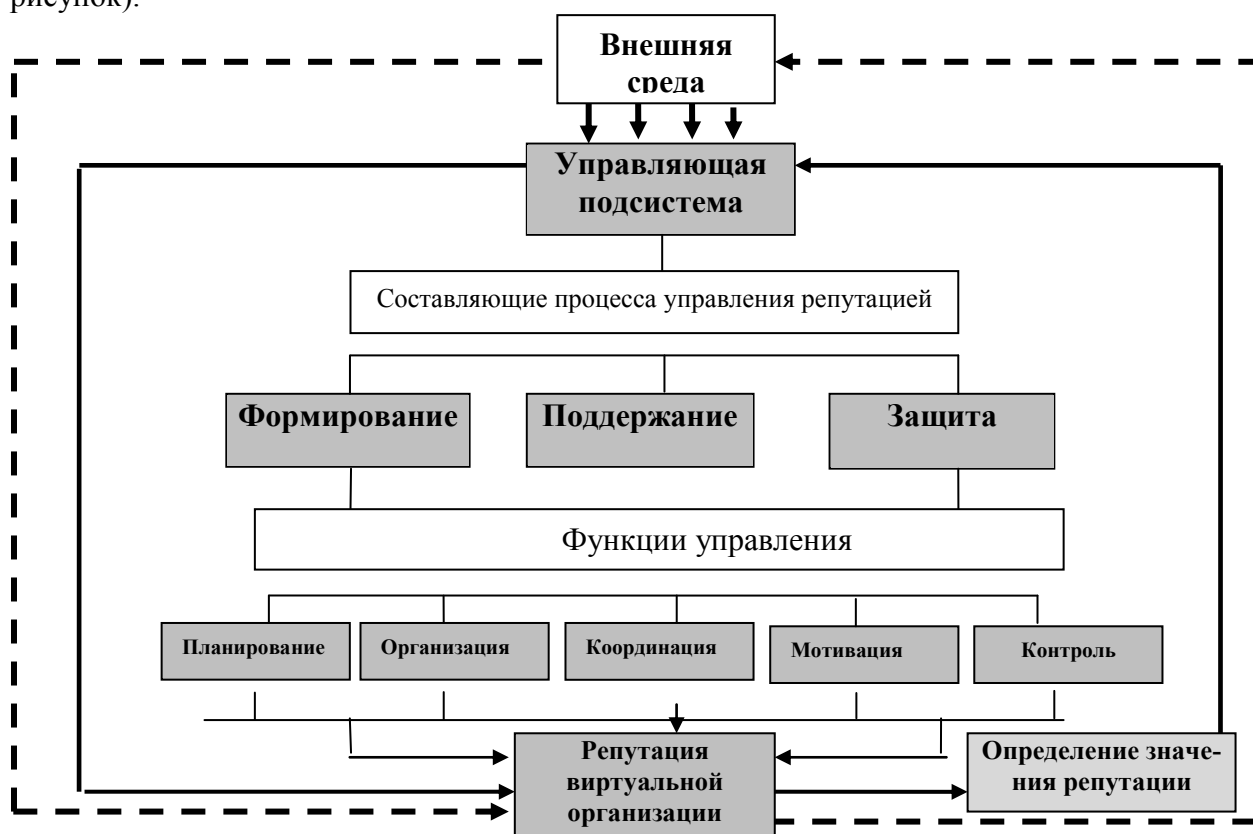 рисунок).
Внешняя
среда
Управляющая
подсистема
Составляющие процесса управления репутацией
Формирование
Поддержание
Защита
Функции управления
Планирование
Организация
Координация
Мотивация
Контроль
Репутация
виртуальной
организации
Определение значе-
ния репутации